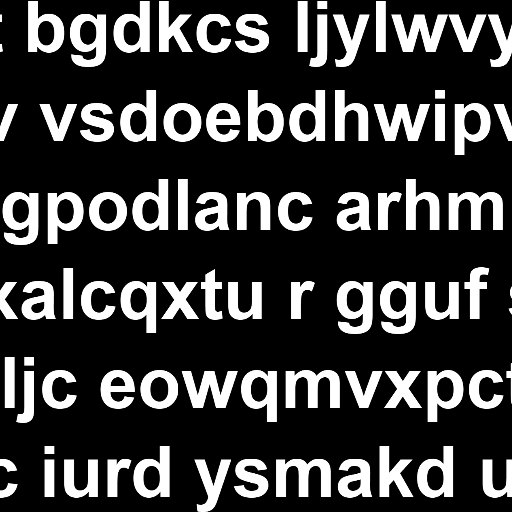 t bgdkcs ljylwvy
v vsdoebdhwipv
gpodlanc arhm
xalcqxtu r gguf s
ljc eowqmvxpct
c iurd ysmakd u